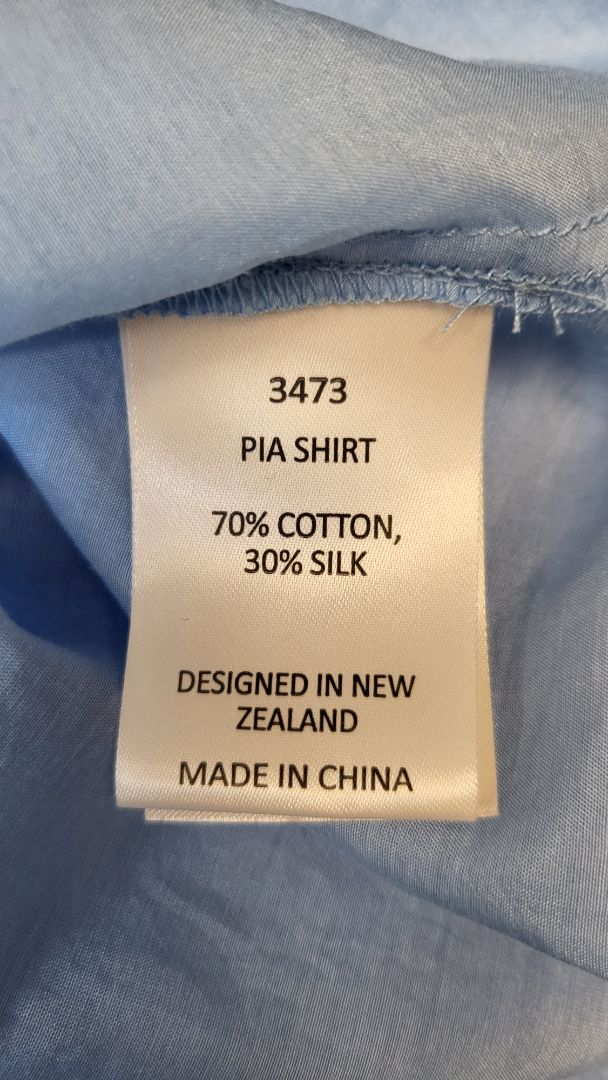 3473
PIA SHIRT
70% COTTON,
30% SILK
DESIGNED IN NEW
ZEALAND
MADE IN CHINA